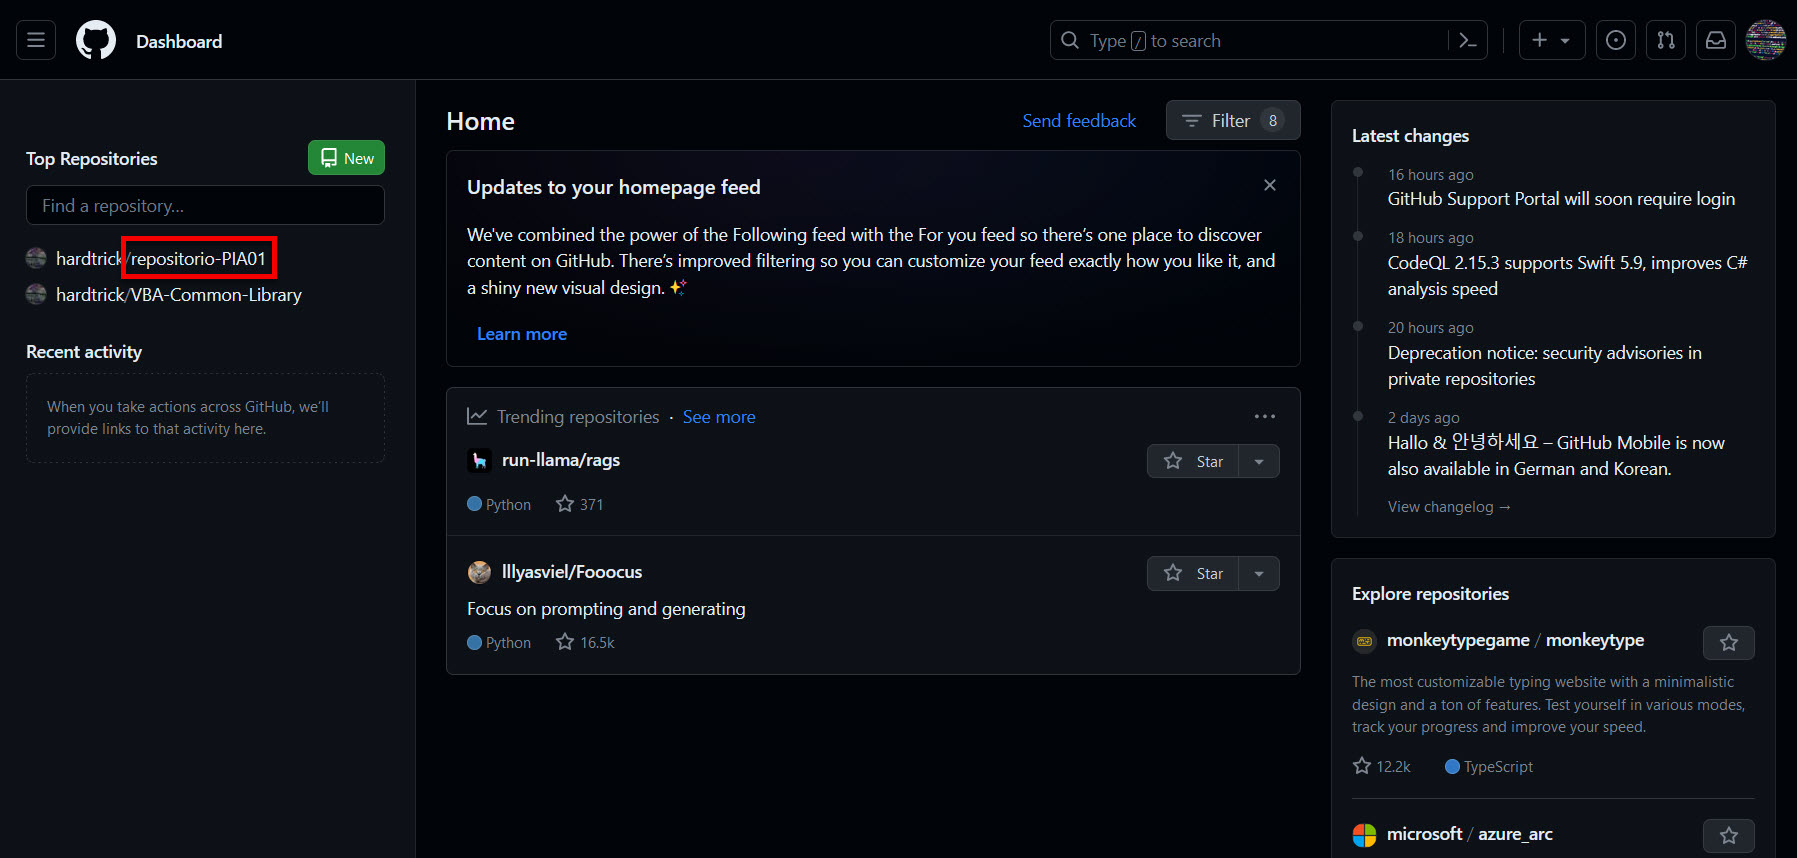 Dashboard
Type / to search
Top Repositories
New
Find a repository...
hardtrick/repositorio-PIA01
hardtrick/VBA-Common-Library
Recent activity
When you take actions across GitHub, we'll
provide links to that activity here.
Home
Send feedback
Filter 8
Updates to your homepage feed
We've combined the power of the Following feed with the For you feed so there's one place to discover
content on GitHub. There's improved filtering so you can customize your feed exactly how you like it, and
a shiny new visual design. ✨
Learn more
Trending repositories · See more
run-llama/rags
Star
Python 371
lllyasviel/Fooocus
Star
Focus on prompting and generating
Python 16.5k
Latest changes
16 hours ago
GitHub Support Portal will soon require login
18 hours ago
CodeQL 2.15.3 supports Swift 5.9, improves C#
analysis speed
20 hours ago
Deprecation notice: security advisories in
private repositories
2 days ago
Hallo & 안녕하세요 – GitHub Mobile is now
also available in German and Korean.
View changelog →
Explore repositories
monkeytypegame / monkeytype
The most customizable typing website with a minimalistic
design and a ton of features. Test yourself in various modes,
track your progress and improve your speed.
12.2k TypeScript
microsoft / azure_arc